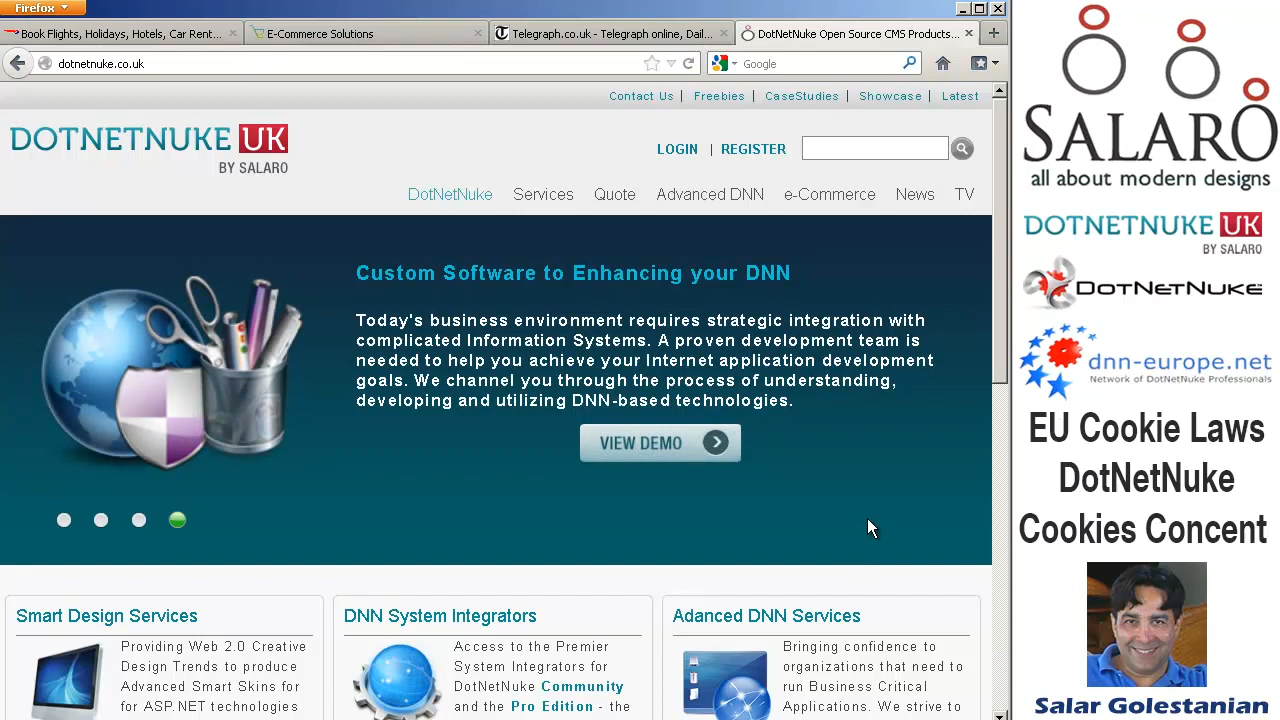 Firefox
Book Flights, Holidays, Hotels, Car Rent...
E-Commerce Solutions
Telegraph.co.uk - Telegraph online, Dail...
DotNetNuke Open Source CMS Products...
dotnetnuke.co.uk
Google
Contact Us | Freebies | CaseStudies | Showcase | Latest
DOTNETNUKE UK
BY SALARO
LOGIN | REGISTER
DotNetNuke Services Quote Advanced DNN e-Commerce News TV
Custom Software to Enhancing your DNN
Today's business environment requires strategic integration with
complicated Information Systems. A proven development team is
needed to help you achieve your Internet application development
goals. We channel you through the process of understanding,
developing and utilizing DNN-based technologies.
VIEW DEMO
Smart Design Services
Providing Web 2.0 Creative
Design Trends to produce
Advanced Smart Skins for
ASP.NET technologies
DNN System Integrators
Access to the Premier
System Integrators for
DotNetNuke Community
and the Pro Edition - the
Adanced DNN Services
Bringing confidence to
organizations that need to
run Business Critical
Applications. We strive to
SALARO
all about modern designs
DOTNETNUKE UK
BY SALARO
DOTNETNUKE
dnn-europe.net
Network of DotNetNuke Professionals
EU Cookie Laws
DotNetNuke
Cookies Concent
Salar Golestanian